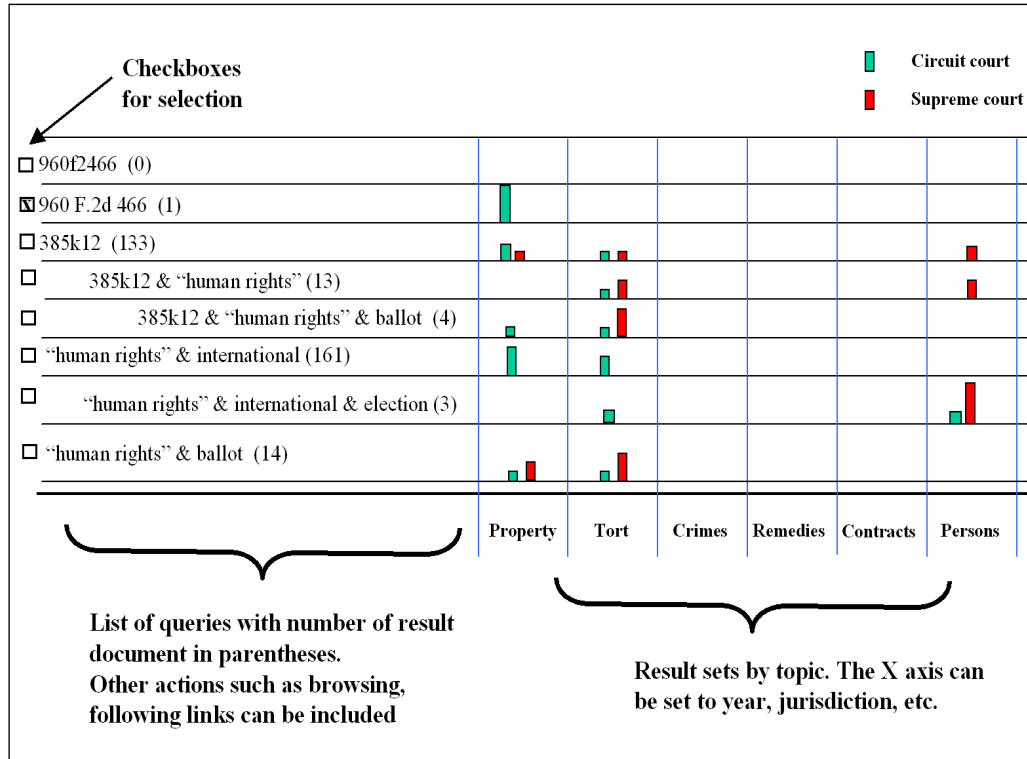 Checkboxes
for selection
Circuit court
Supreme court
960f2466 (0)
X 960 F.2d 466 (1)
385k12 (133)
385k12 & “human rights” (13)
385k12 & “human rights” & ballot (4)
“human rights” & international (161)
“human rights” & international & election (3)
“human rights” & ballot (14)
Property Tort Crimes Remedies Contracts Persons
List of queries with number of result
document in parentheses.
Other actions such as browsing,
following links can be included
Result sets by topic. The X axis can
be set to year, jurisdiction, etc.